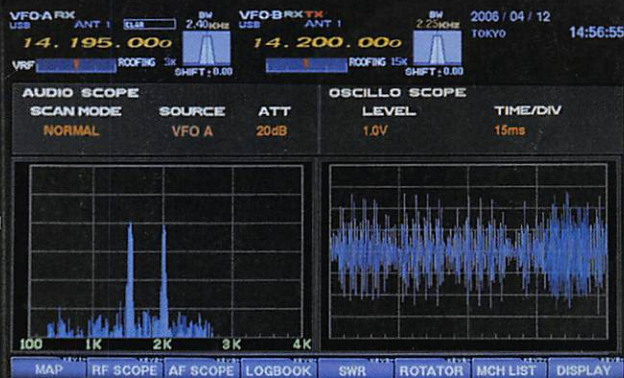 VFO-A RX ANT 1 CLAR BW VFO-B RX TX ANT 1 BW 2006 / 04 / 12
USB 2.40KHz USB 2.25KHz TOKYO
14.195.000 14.200.000 14:56:55
VRF ROOFING 3K SHIFT±0.00 ROOFING 15K SHIFT±0.00
AUDIO SCOPE OSCILLO SCOPE
SCAN MODE SOURCE ATT LEVEL TIME/DIV
NORMAL VFO A 20dB 1.0V 15ms
100 1K 2K 3K 4K
MAP RF SCOPE AF SCOPE LOGBOOK SWR ROTATOR MCH LIST DISPLAY